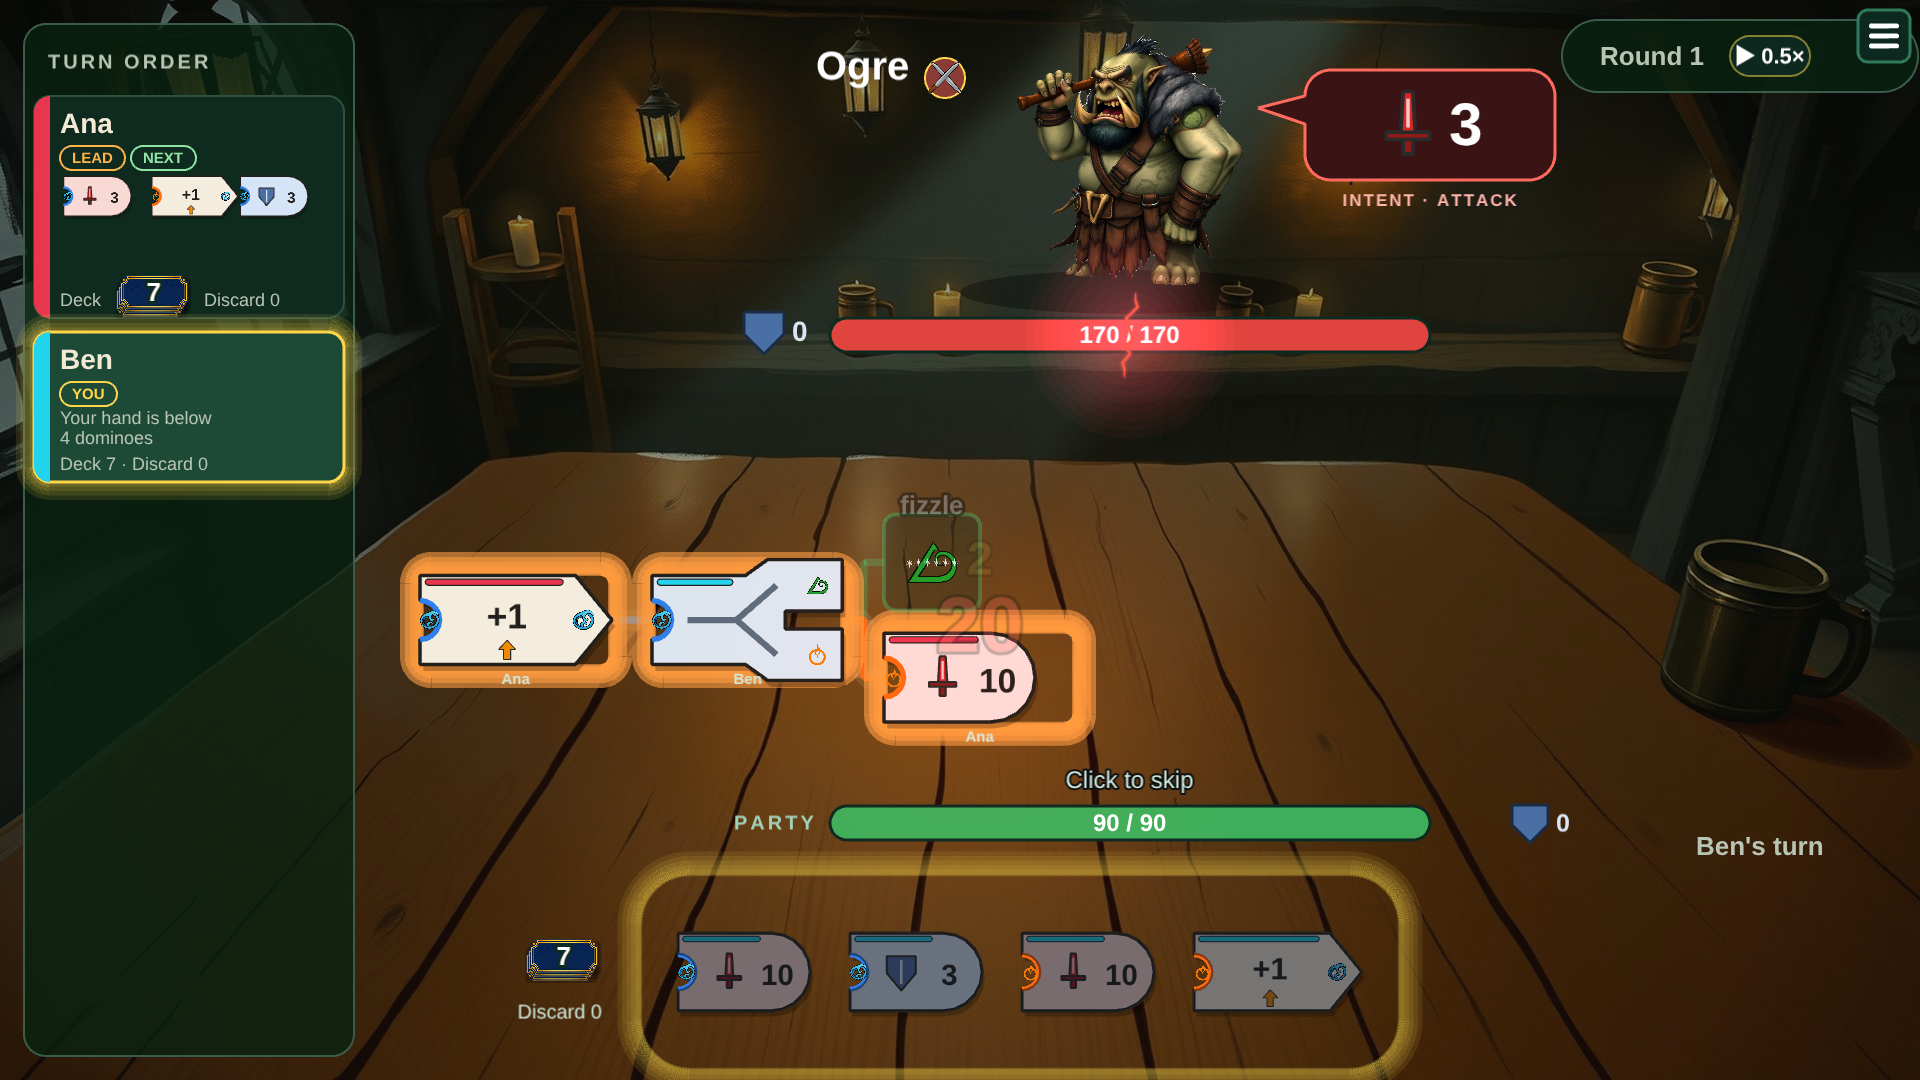 TURN ORDER
Ana
LEAD NEXT
3 +1 3
Deck 7 Discard 0
Ben
YOU
Your hand is below
4 dominoes
Deck 7 · Discard 0
Ogre
3
INTENT · ATTACK
Round 1
0.5×
0
170 / 170
fizzle
2
20
+1
Ana
Ben
10
Ana
Click to skip
PARTY
90 / 90
0
Ben's turn
7
Discard 0
10
3
10
+1